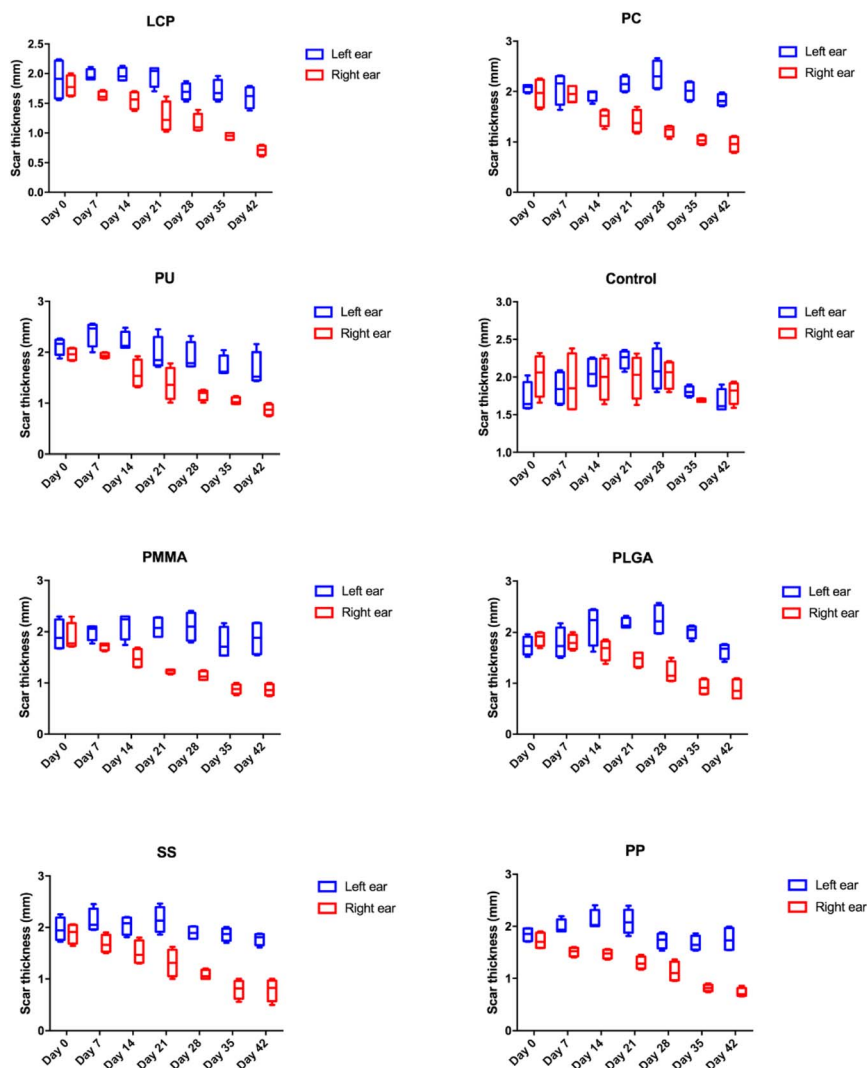 LCP
Left ear
Right ear
Scar thickness (mm)
2.5
2.0
1.5
1.0
0.5
0.0
Day 0
Day 7
Day 14
Day 21
Day 28
Day 35
Day 42
PC
Left ear
Right ear
Scar thickness (mm)
3
2
1
0
Day 0
Day 7
Day 14
Day 21
Day 28
Day 35
Day 42
PU
Left ear
Right ear
Scar thickness (mm)
3
2
1
0
Day 0
Day 7
Day 14
Day 21
Day 28
Day 35
Day 42
Control
Left ear
Right ear
Scar thickness (mm)
3.0
2.5
2.0
1.5
1.0
Day 0
Day 7
Day 14
Day 21
Day 28
Day 35
Day 42
PMMA
Left ear
Right ear
Scar thickness (mm)
3
2
1
0
Day 0
Day 7
Day 14
Day 21
Day 28
Day 35
Day 42
PLGA
Left ear
Right ear
Scar thickness (mm)
3
2
1
0
Day 0
Day 7
Day 14
Day 21
Day 28
Day 35
Day 42
SS
Left ear
Right ear
Scar thickness (mm)
3
2
1
0
Day 0
Day 7
Day 14
Day 21
Day 28
Day 35
Day 42
PP
Left ear
Right ear
Scar thickness (mm)
3
2
1
0
Day 0
Day 7
Day 14
Day 21
Day 28
Day 35
Day 42